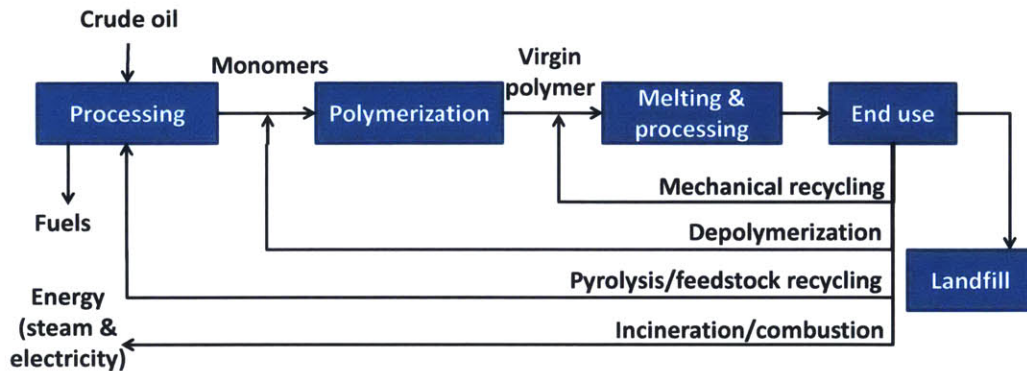 Crude oil
Monomers
Virgin
polymer
Processing
Polymerization
Melting &
processing
End use
Mechanical recycling
Fuels
Depolymerization
Landfill
Pyrolysis/feedstock recycling
Energy
(steam &
electricity)
Incineration/combustion